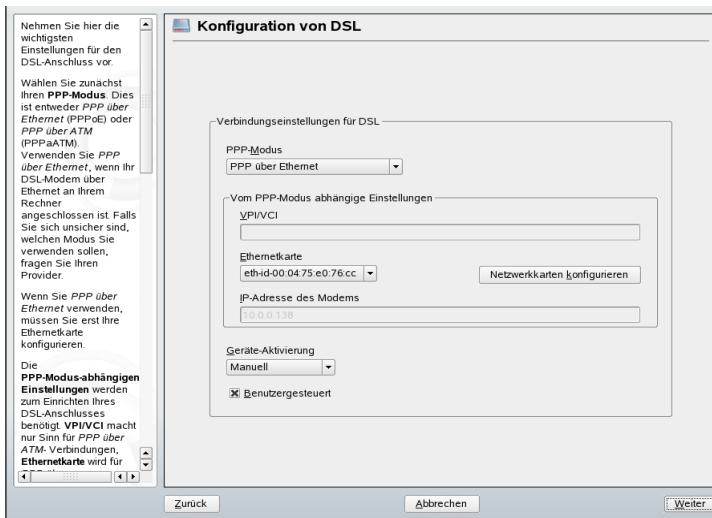 Nehmen Sie hier die
wichtigsten
Einstellungen für den
DSL-Anschluss vor.
Wählen Sie zunächst
Ihren PPP-Modus. Dies
ist entweder PPP über
Ethernet (PPPoE) oder
PPP über ATM
(PPPaATM).
Verwenden Sie PPP
über Ethernet, wenn Ihr
DSL-Modem über
Ethernet an Ihrem
Rechner
angeschlossen ist. Falls
Sie sich unsicher sind,
welchen Modus Sie
verwenden sollen,
fragen Sie Ihren
Provider.
Wenn Sie PPP über
Ethernet verwenden,
müssen Sie erst Ihre
Ethernetkarte
konfigurieren.
Die
PPP-Modus-abhängigen
Einstellungen werden
zum Einrichten Ihres
DSL-Anschlusses
benötigt. VPI/VCI macht
nur Sinn für PPP über
ATM- Verbindungen,
Ethernetkarte wird für
Konfiguration von DSL
Verbindungseinstellungen für DSL
PPP-Modus
PPP über Ethernet
Vom PPP-Modus abhängige Einstellungen
VPI/VCI
Ethernetkarte
eth-id-00:04:75:e0:76:cc
Netzwerkkarten konfigurieren
IP-Adresse des Modems
10.0.0.138
Geräte-Aktivierung
Manuell
Benutzergesteuert
Zurück
Abbrechen
Weiter